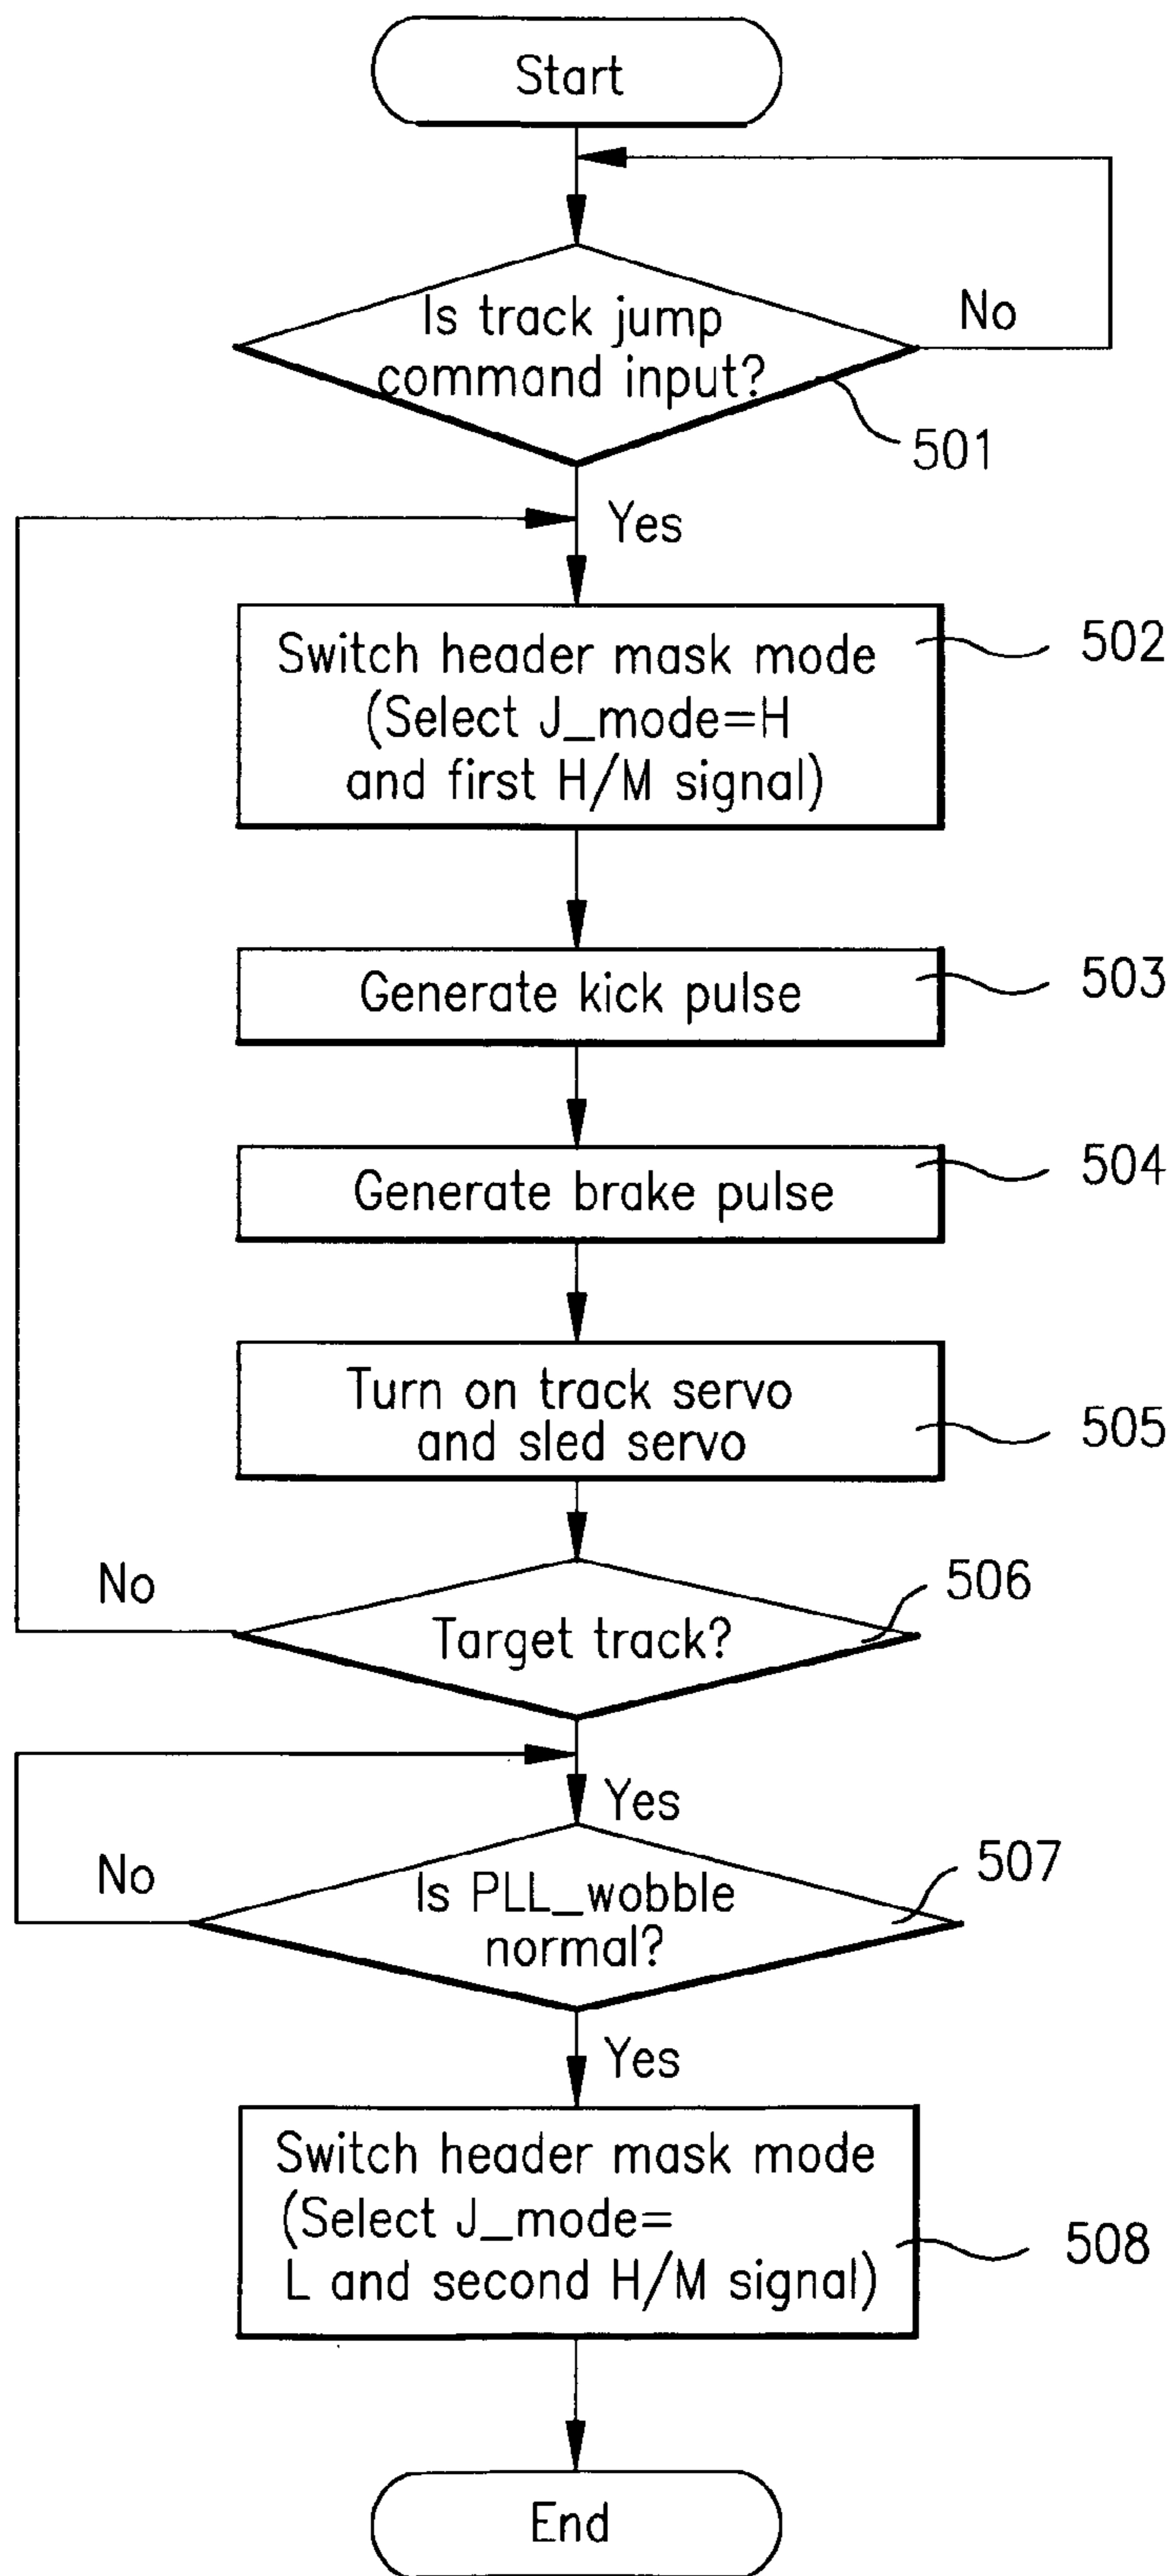 Start
Is track jump
command input?
No
501
Yes
Switch header mask mode
(Select J_mode=H
and first H/M signal)
502
Generate kick pulse
503
Generate brake pulse
504
Turn on track servo
and sled servo
505
No
Target track?
506
Yes
No
Is PLL_wobble
normal?
507
Yes
Switch header mask mode
(Select J_mode=
L and second H/M signal)
508
End